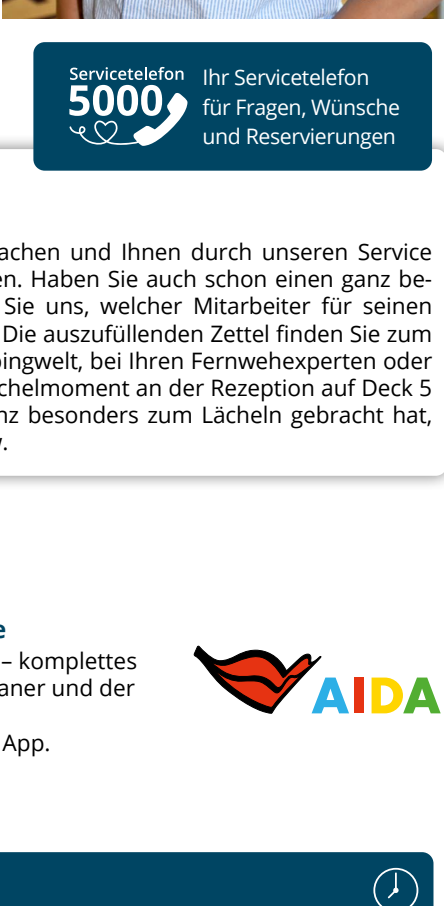 Servicetelefon
5000
Ihr Servicetelefon
für Fragen, Wünsche
und Reservierungen
achen und Ihnen durch unseren Service
en. Haben Sie auch schon einen ganz be-
Sie uns, welcher Mitarbeiter für seinen
Die auszufüllenden Zettel finden Sie zum
pingwelt, bei Ihren Fernwehexperten oder
chelmoment an der Rezeption auf Deck 5
nz besonders zum Lächeln gebracht hat,
.
e
– komplettes
aner und der
App.
AIDA